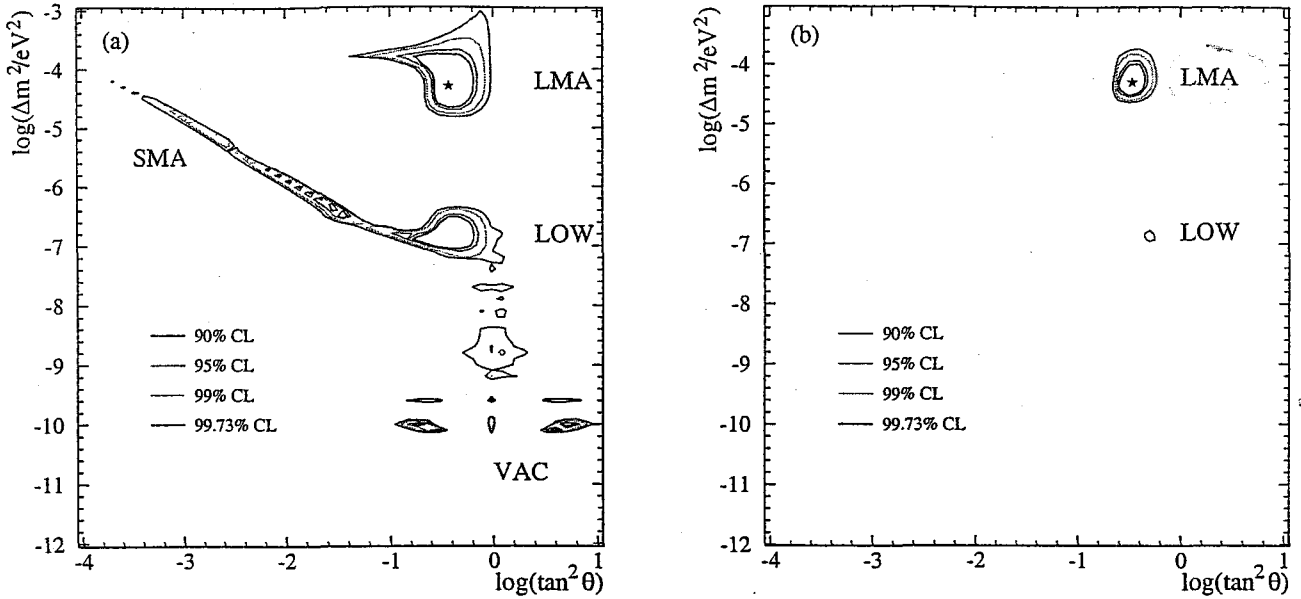 (a)
log(Δm²/eV²)
-3
-4
-5
-6
-7
-8
-9
-10
-11
-12
LMA
SMA
LOW
90% CL
95% CL
99% CL
99.73% CL
VAC
-4
-3
-2
-1
0
1
log(tan²θ)
(b)
log(Δm²/eV²)
-3
-4
-5
-6
-7
-8
-9
-10
-11
-12
LMA
LOW
90% CL
95% CL
99% CL
99.73% CL
-4
-3
-2
-1
0
1
log(tan²θ)